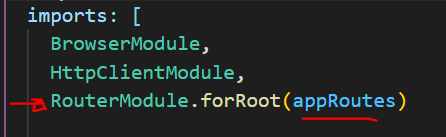 imports: [
BrowserModule,
HttpClientModule,
RouterModule.forRoot(appRoutes)